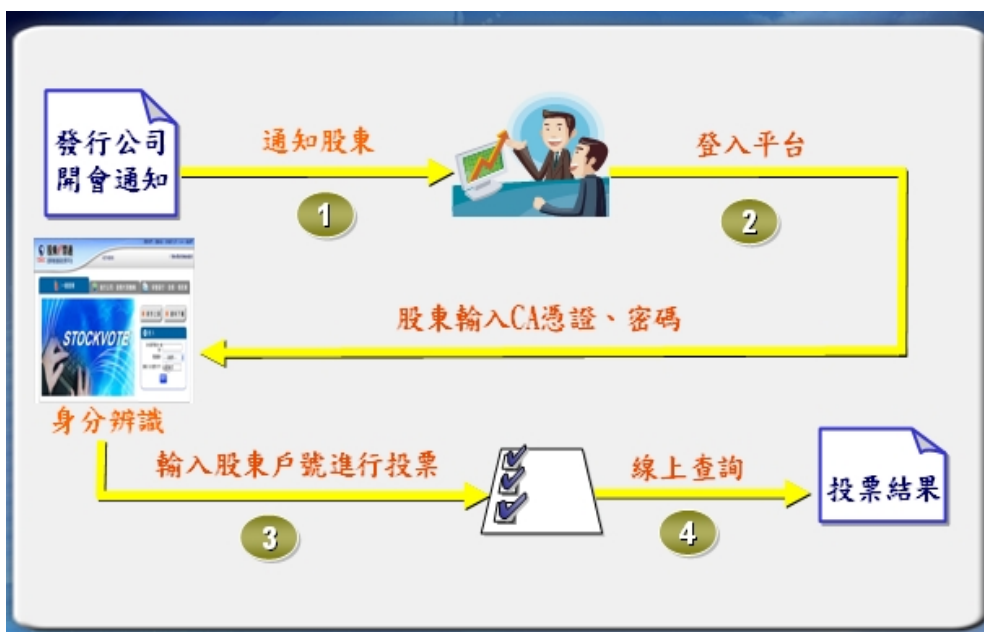 發行公司
開會通知
通知股東
1
登入平台
2
股東輸入CA憑證、密碼
STOCKVOTE
身分辨識
輸入股東戶號進行投票
3
線上查詢
4
投票結果